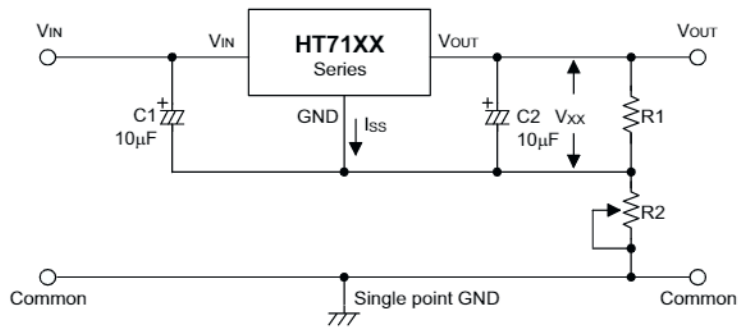 VIN
VIN
HT71XX
Series
VOUT
VOUT
C1
10µF
GND
ISS
C2
10µF
VXX
R1
R2
Common
Single point GND
Common